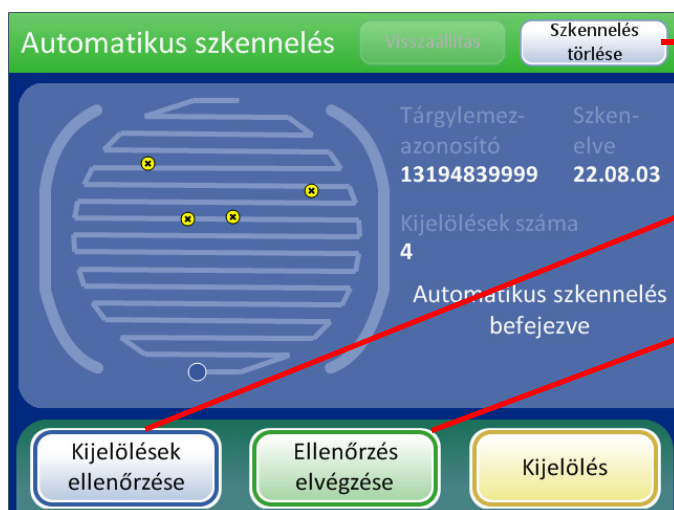 Automatikus szkennelés
Visszaállítás
Szkennelés
törlése
Tárgylemez-
azonosító
13194839999
Szken-
elve
22.08.03
Kijelölések száma
4
Automatikus szkennelés
befejezve
Kijelölések
ellenőrzése
Ellenőrzés
elvégzése
Kijelölés